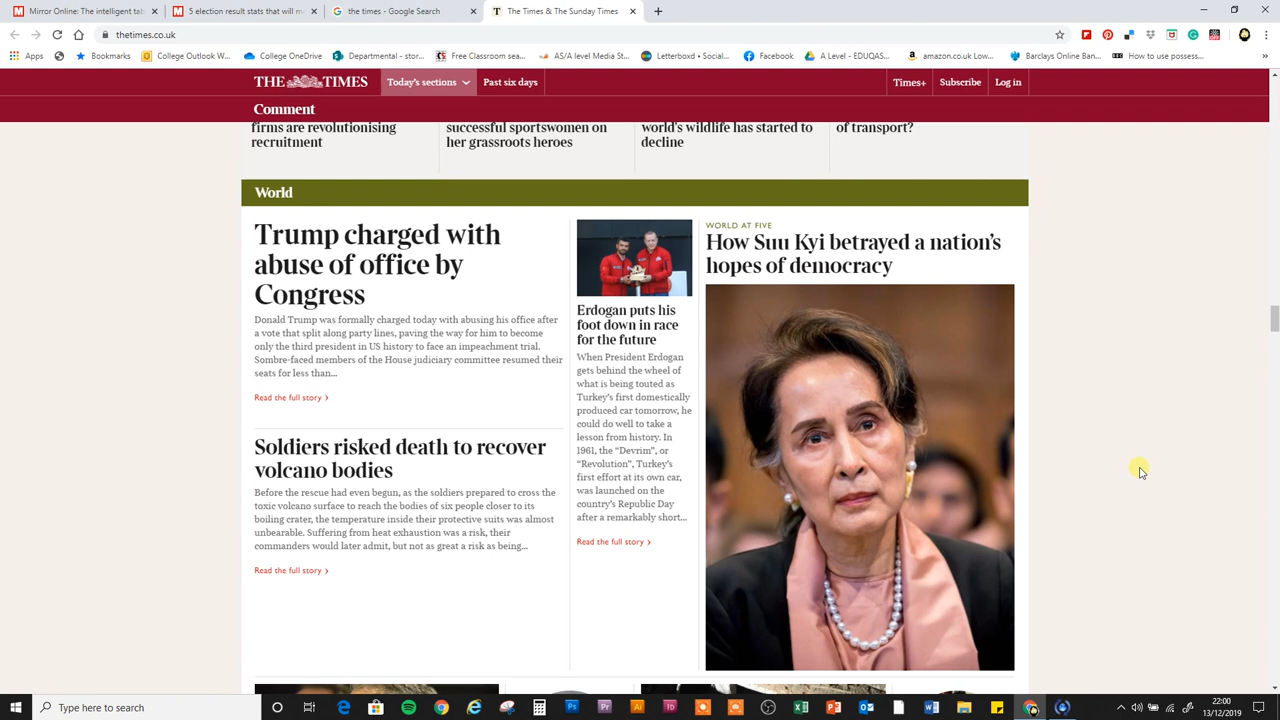 Mirror Online: The intelligent tab
5 election result stats that will m
the times - Google Search
The Times & The Sunday Times
thetimes.co.uk
Apps
Bookmarks
College Outlook W...
College OneDrive
Departmental - stor...
Free Classroom sea...
AS/A level Media St...
Letterboxd • Social...
Facebook
A Level - EDUQAS...
amazon.co.uk Low...
Barclays Online Ban...
How to use possess...
THE TIMES
Today's sections
Past six days
Times+
Subscribe
Log in
Comment
firms are revolutionising
recruitment
successful sportswomen on
her grassroots heroes
world's wildlife has started to
decline
of transport?
World
Trump charged with
abuse of office by
Congress
Donald Trump was formally charged today with abusing his office after
a vote that split along party lines, paving the way for him to become
only the third president in US history to face an impeachment trial.
Sombre-faced members of the House judiciary committee resumed their
seats for less than...
Read the full story
Soldiers risked death to recover
volcano bodies
Before the rescue had even begun, as the soldiers prepared to cross the
toxic volcano surface to reach the bodies of six people closer to its
boiling crater, the temperature inside their protective suits was almost
unbearable. Suffering from heat exhaustion was a risk, their
commanders would later admit, but not as great a risk as being...
Read the full story
Erdogan puts his
foot down in race
for the future
When President Erdogan
gets behind the wheel of
what is being touted as
Turkey's first domestically
produced car tomorrow, he
could do well to take a
lesson from history. In
1961, the “Devrim”, or
“Revolution”, Turkey's
first effort at its own car,
was launched on the
country's Republic Day
after a remarkably short...
Read the full story
WORLD AT FIVE
How Suu Kyi betrayed a nation's
hopes of democracy
Type here to search
22:00
13/12/2019